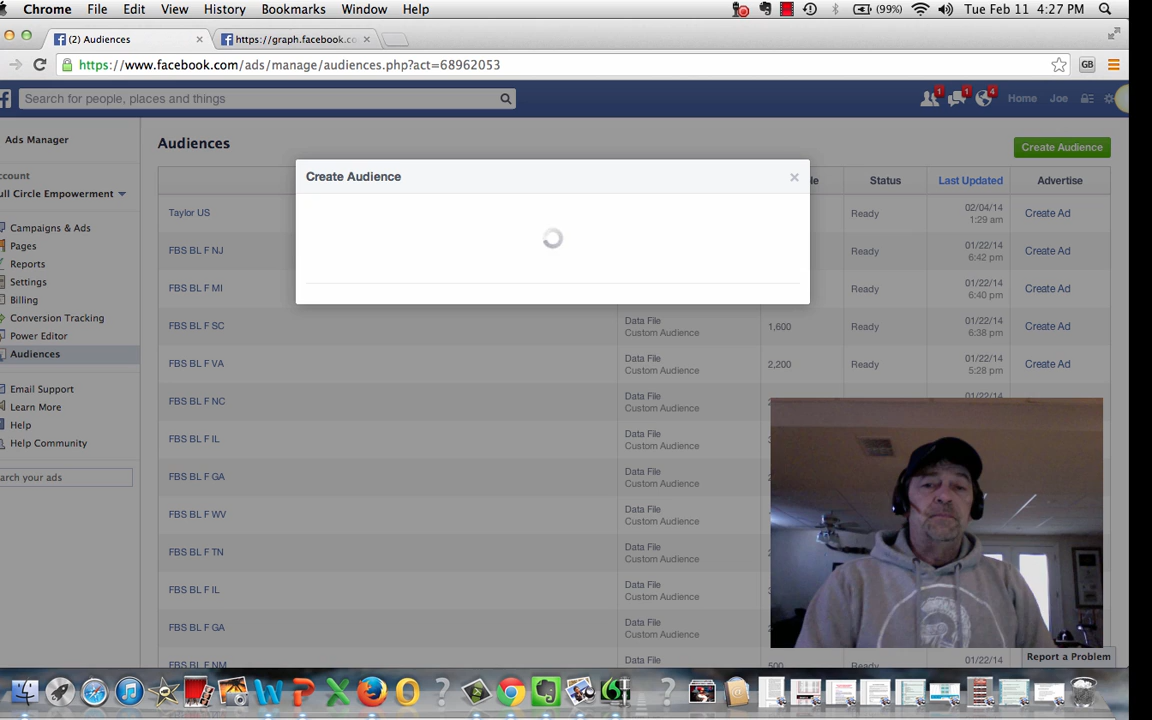 Chrome File Edit View History Bookmarks Window Help (99%) Tue Feb 11 4:27 PM
(2) Audiences https://graph.facebook.co
https://www.facebook.com/ads/manage/audiences.php?act=68962053 GB
Search for people, places and things 1 1 4 Home Joe
Ads Manager
Audiences
Create Audience
ccount
ull Circle Empowerment
Campaigns & Ads
Pages
Reports
Settings
Billing
Conversion Tracking
Power Editor
Audiences
Email Support
Learn More
Help
Help Community
arch your ads
Create Audience
Status Last Updated Advertise
Taylor US Ready 02/04/14 Create Ad
1:29 am
FBS BL F NJ Ready 01/22/14 Create Ad
6:42 pm
FBS BL F MI Ready 01/22/14 Create Ad
6:40 pm
FBS BL F SC Data File 1,600 Ready 01/22/14 Create Ad
Custom Audience 6:38 pm
FBS BL F VA Data File 2,200 Ready 01/22/14 Create Ad
Custom Audience 5:28 pm
FBS BL F NC Data File 01/22/14
Custom Audience
FBS BL F IL Data File
Custom Audience
FBS BL F GA Data File
Custom Audience
FBS BL F WV Data File
Custom Audience
FBS BL F TN Data File
Custom Audience
FBS BL F IL Data File
Custom Audience
FBS BL F GA Data File
Custom Audience
FBS BL F NM Data File 500 Ready 01/22/14
Report a Problem